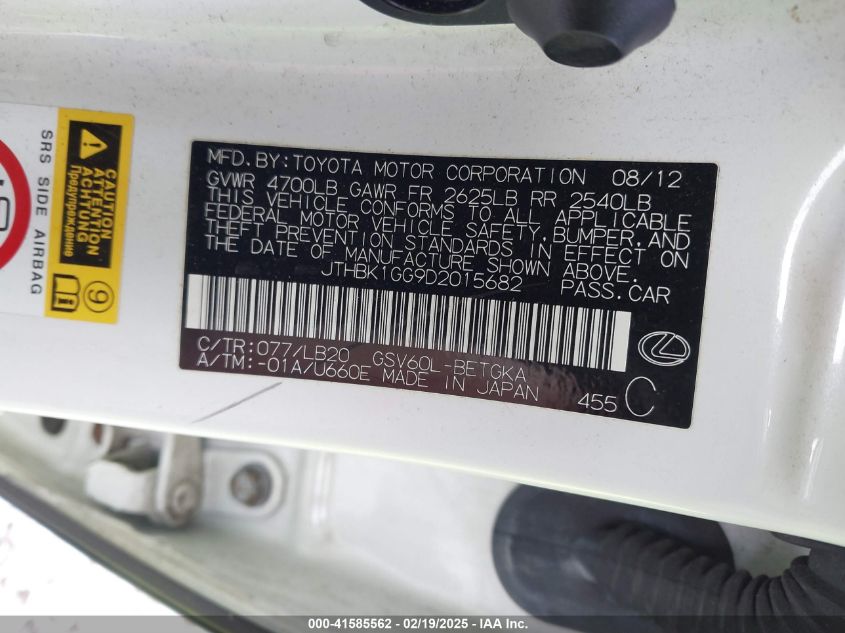 MFD. BY: TOYOTA MOTOR CORPORATION 08/12
GVWR 4700LB GAWR FR 2625LB RR 2540LB
THIS VEHICLE CONFORMS TO ALL APPLICABLE
FEDERAL MOTOR VEHICLE SAFETY, BUMPER, AND
THEFT PREVENTION STANDARDS IN EFFECT ON
THE DATE OF MANUFACTURE SHOWN ABOVE.
JTHBK1GG9D2015682 PASS. CAR
C/TR: 077/LB20 GSV60L-BETGKA
A/TM: -01A/U660E MADE IN JAPAN
455 C
CAUTION
ATTENTION
Предупреждение
9
SRS SIDE AIRBAG
000-41585562 / 02/19/2025 - IAA Inc.